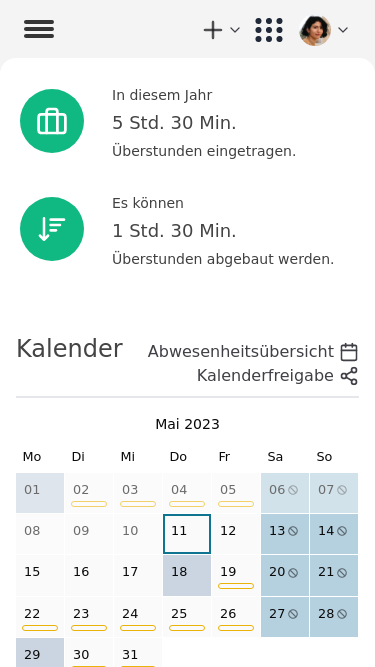 In diesem Jahr
5 Std. 30 Min.
Überstunden eingetragen.
Es können
1 Std. 30 Min.
Überstunden abgebaut werden.
Kalender
Abwesenheitsübersicht
Kalenderfreigabe
Mai 2023
Mo Di Mi Do Fr Sa So
01 02 03 04 05 06 07
08 09 10 11 12 13 14
15 16 17 18 19 20 21
22 23 24 25 26 27 28
29 30 31